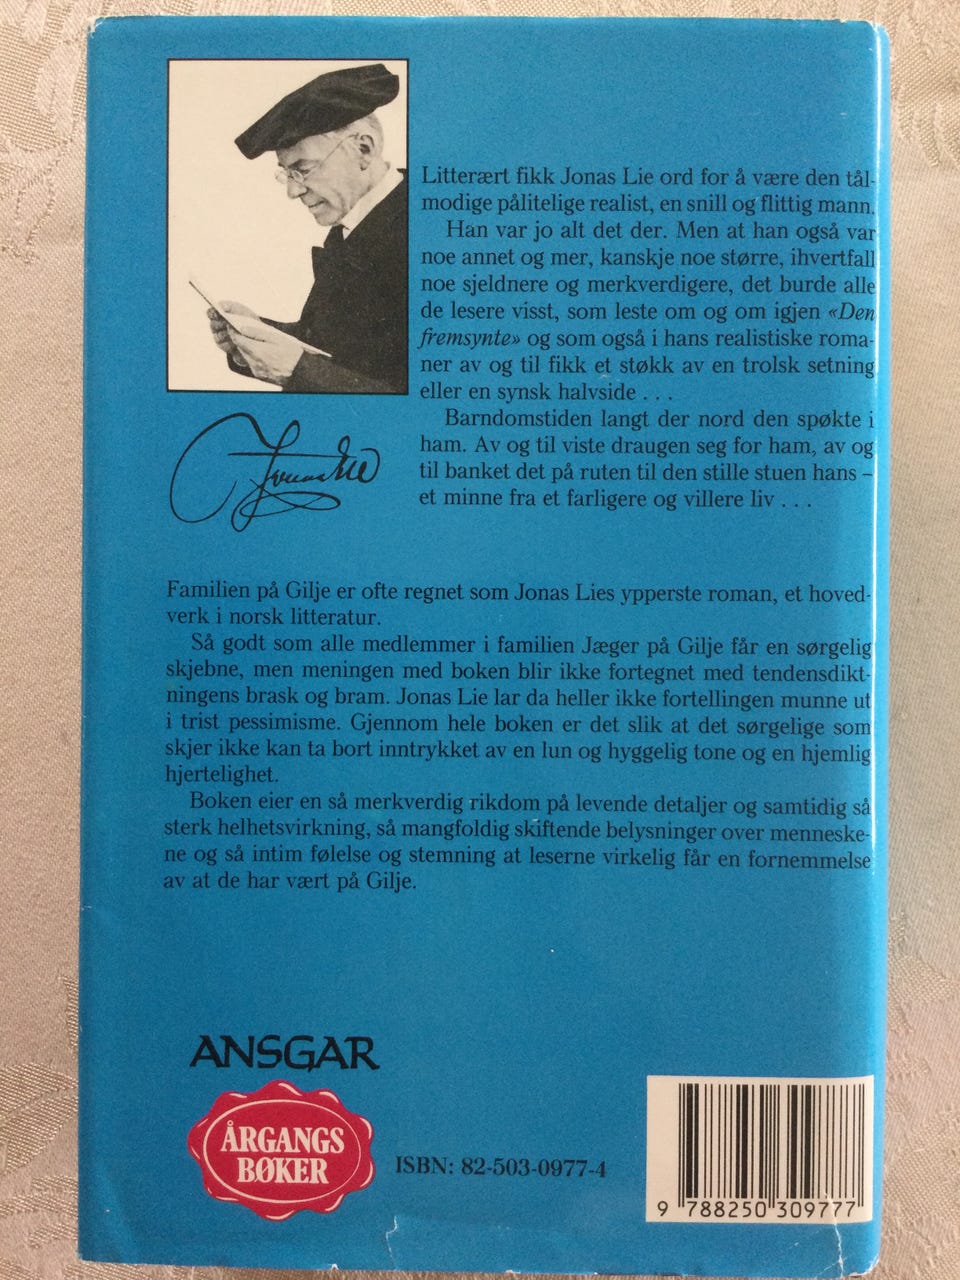 Litterært fikk Jonas Lie ord for å være den tål-
modige pålitelige realist, en snill og flittig mann.
Han var jo alt det der. Men at han også var
noe annet og mer, kanskje noe større, ihvertfall
noe sjeldnere og merkverdigere, det burde alle
de lesere visst, som leste om og om igjen «Den
fremsynte» og som også i hans realistiske roma-
ner av og til fikk et støkk av en trolsk setning
eller en synsk halvside . . .
Barndomstiden langt der nord den spøkte i
ham. Av og til viste draugen seg for ham, av og
til banket det på ruten til den stille stuen hans –
et minne fra et farligere og villere liv . . .
Jonas Lie
Familien på Gilje er ofte regnet som Jonas Lies ypperste roman, et hoved-
verk i norsk litteratur.
Så godt som alle medlemmer i familien Jæger på Gilje får en sørgelig
skjebne, men meningen med boken blir ikke fortegnet med tendensdikt-
ningens brask og bram. Jonas Lie lar da heller ikke fortellingen munne ut
i trist pessimisme. Gjennom hele boken er det slik at det sørgelige som
skjer ikke kan ta bort inntrykket av en lun og hyggelig tone og en hjemlig
hjertelighet.
Boken eier en så merkverdig rikdom på levende detaljer og samtidig så
sterk helhetsvirkning, så mangfoldig skiftende belysninger over menneske-
ne og så intim følelse og stemning at leserne virkelig får en fornemmelse
av at de har vært på Gilje.
ANSGAR
ÅRGANGS
BØKER
ISBN: 82-503-0977-4
9 788250 309777